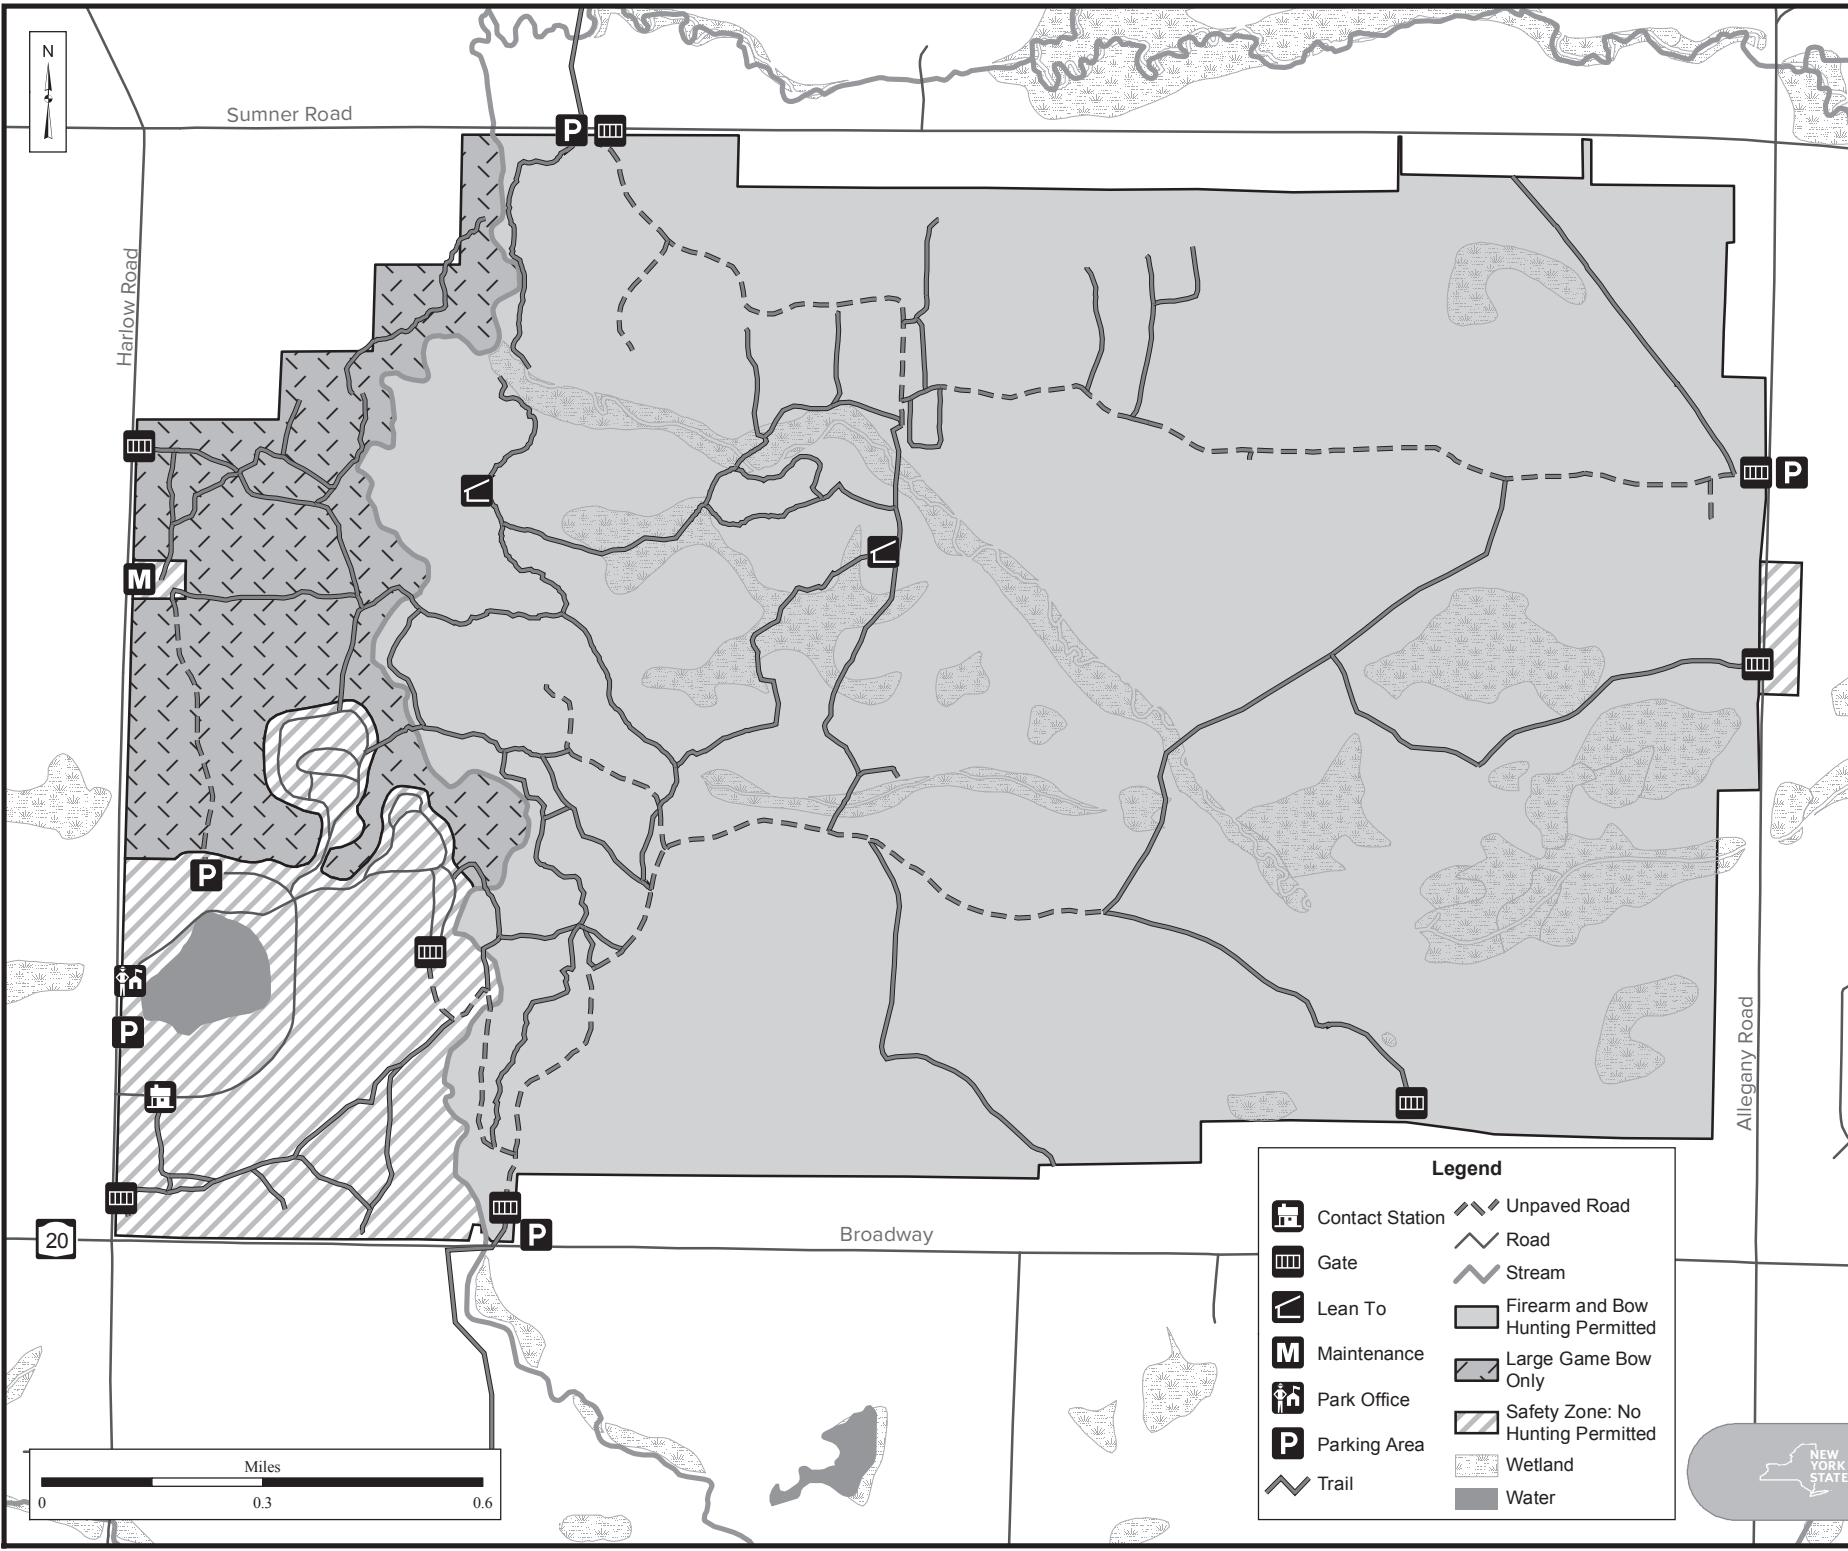 N
Sumner Road
P
Harlow Road
P
M
P
P
Allegany Road
20
P
Broadway
Legend
Contact Station
Gate
Lean To
M Maintenance
Park Office
P Parking Area
Trail
Unpaved Road
Road
Stream
Firearm and Bow
Hunting Permitted
Large Game Bow
Only
Safety Zone: No
Hunting Permitted
Wetland
Water
Miles
0 0.3 0.6
NEW
YORK
STATE